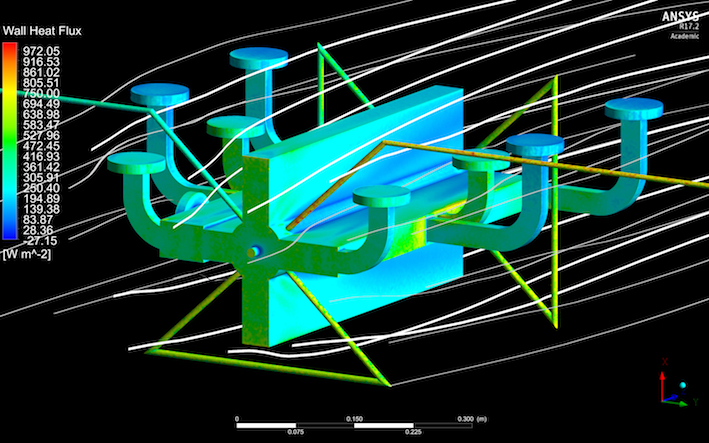 Wall Heat Flux
972.05
916.53
861.02
805.51
750.00
694.49
638.98
583.47
527.96
472.45
416.93
361.42
305.91
250.40
194.89
139.38
83.87
28.36
-27.15
[W m^-2]
ANSYS
R17.2
Academic
0
0.150
0.300 (m)
0.075
0.225
X
Y